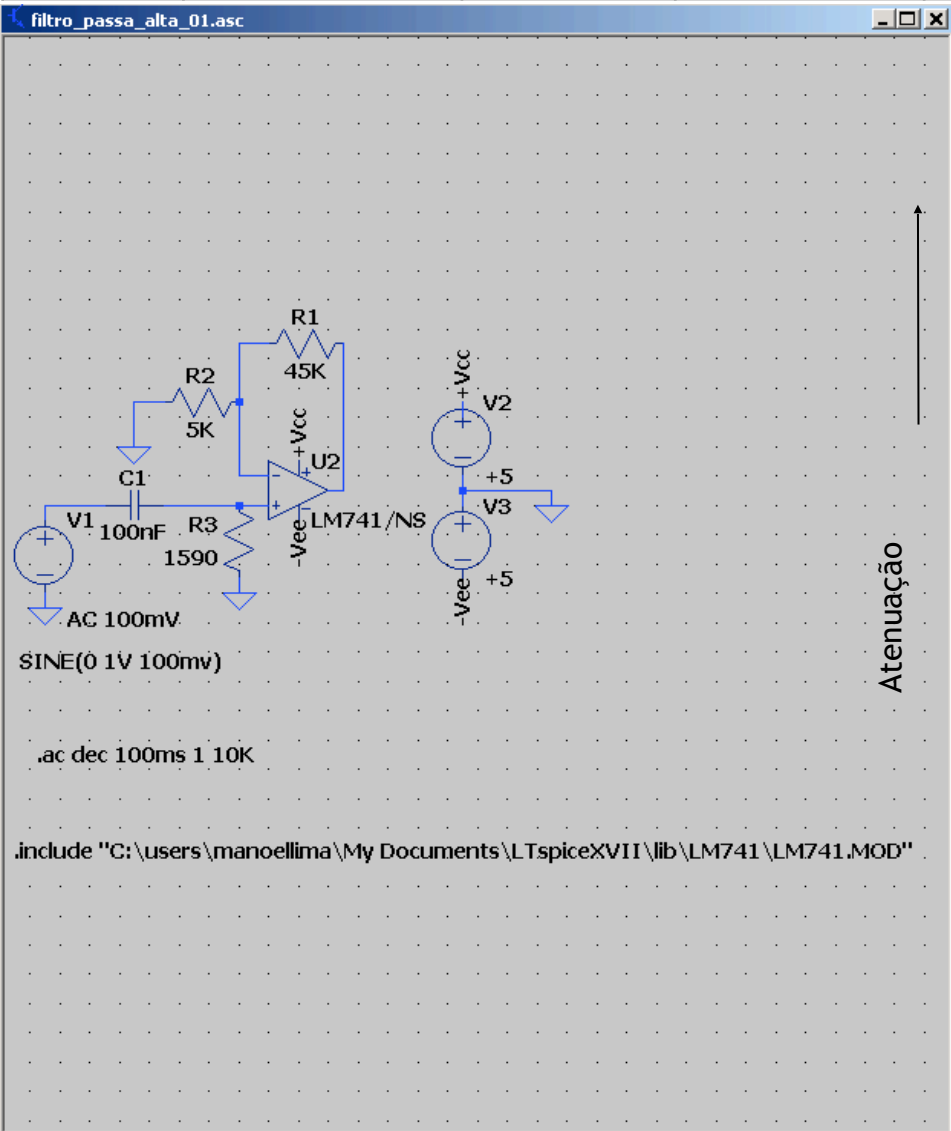 filtro_passa_alta_01.asc
R1
45K
R2
5K
+Vcc
U2
C1
100nF
V1
R3
1590
LM741/NS
-Vee
+Vcc
V2
+5
V3
+5
-Vee
AC 100mV
SINE(0 1V 100mv)
Atenuação
.ac dec 100ms 1 10K
.include "C:\users\manoellima\My Documents\LTspiceXVII\lib\LM741\LM741.MOD"